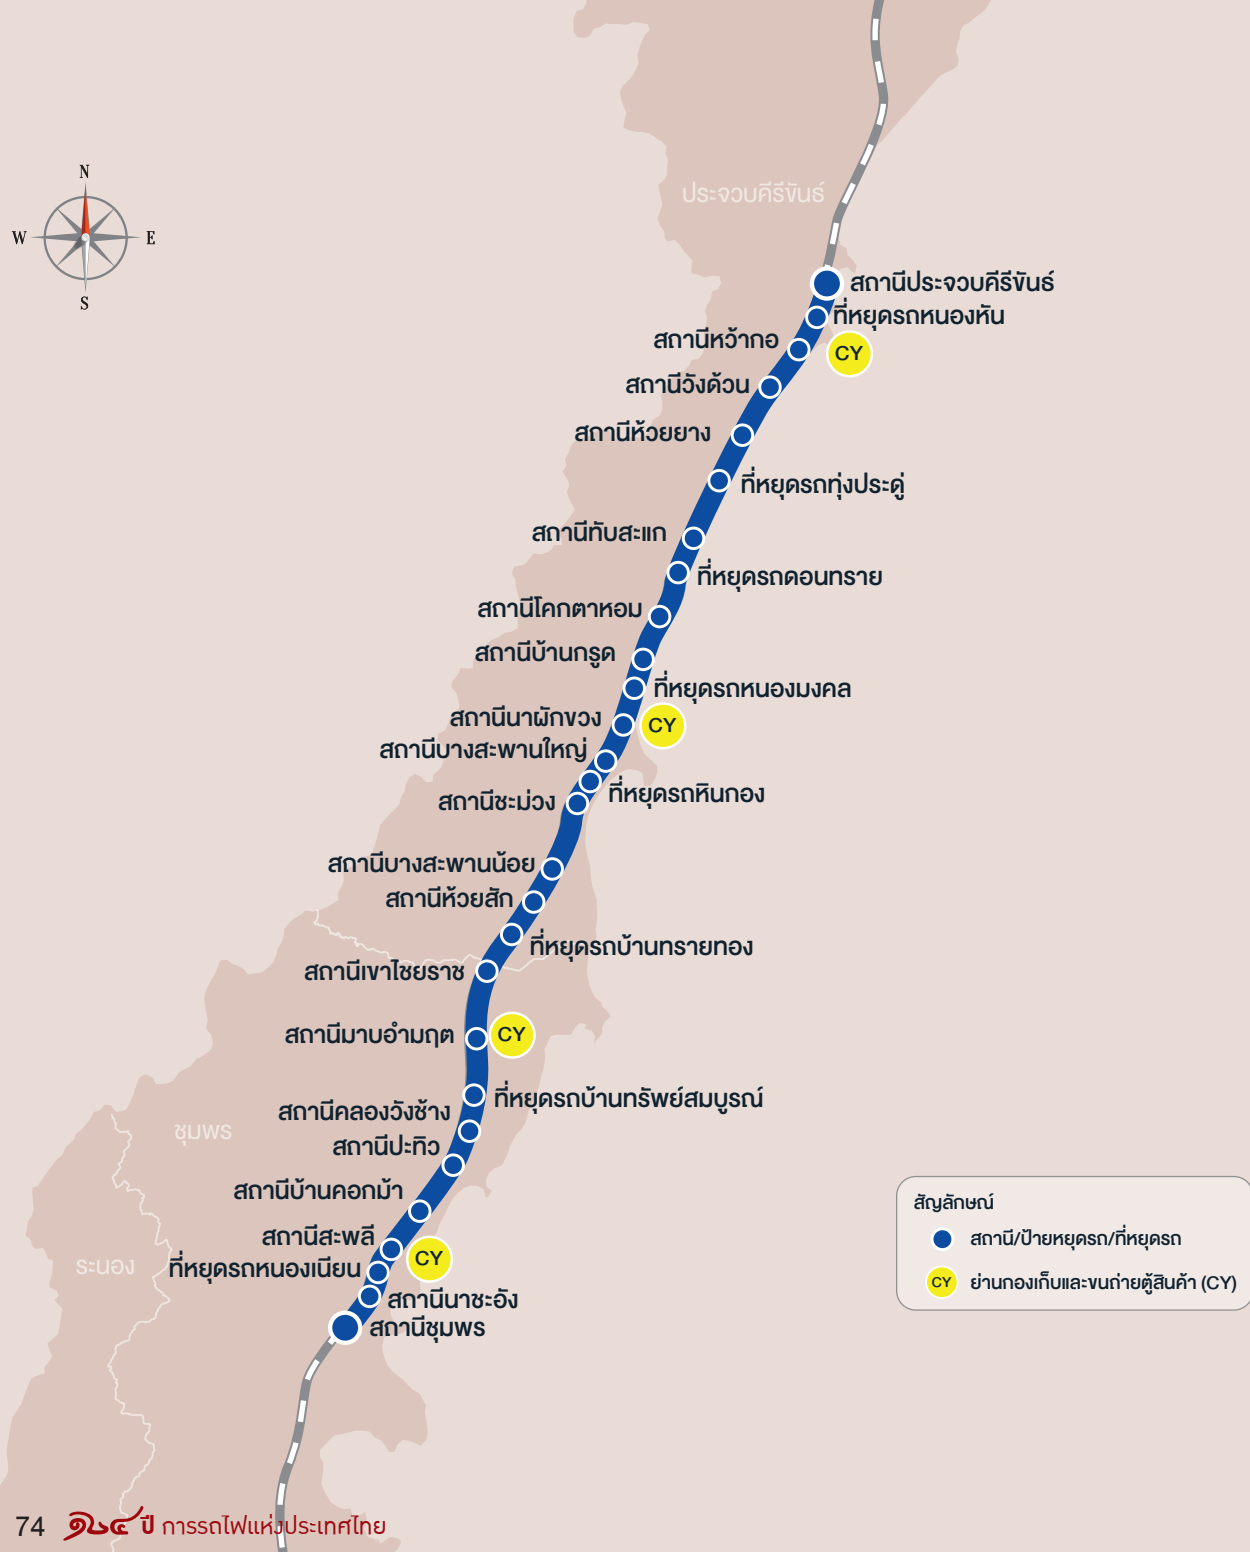 N
W
E
S
ประจวบคีรีขันธ์
สถานีประจวบคีรีขันธ์
ที่หยุดรถหนองหัน
สถานีหว้ากอ
CY
สถานีวังด้วน
สถานีห้วยยาง
ที่หยุดรถทุ่งประดู่
สถานีทับสะแก
ที่หยุดรถดอนทราย
สถานีโคกตาหอม
สถานีบ้านกรูด
ที่หยุดรถหนองมงคล
สถานีนาผักขวง
CY
สถานีบางสะพานใหญ่
ที่หยุดรถหินกอง
สถานีชะม่วง
สถานีบางสะพานน้อย
สถานีห้วยสัก
ที่หยุดรถบ้านทรายทอง
สถานีเขาไชยราช
สถานีมาบอำมฤต
CY
ที่หยุดรถบ้านทรัพย์สมบูรณ์
สถานีคลองวังช้าง
ชุมพร
สถานีปะทิว
สถานีบ้านคอกม้า
สถานีสะพลี
CY
ระนอง
ที่หยุดรถหนองเนียน
สถานีนาชะอัง
สถานีชุมพร
สัญลักษณ์
สถานี/ป้ายหยุดรถ/ที่หยุดรถ
CY ย่านกองเก็บและขนถ่ายตู้สินค้า (CY)
74 ๑๒๔ ปี การรถไฟแห่งประเทศไทย